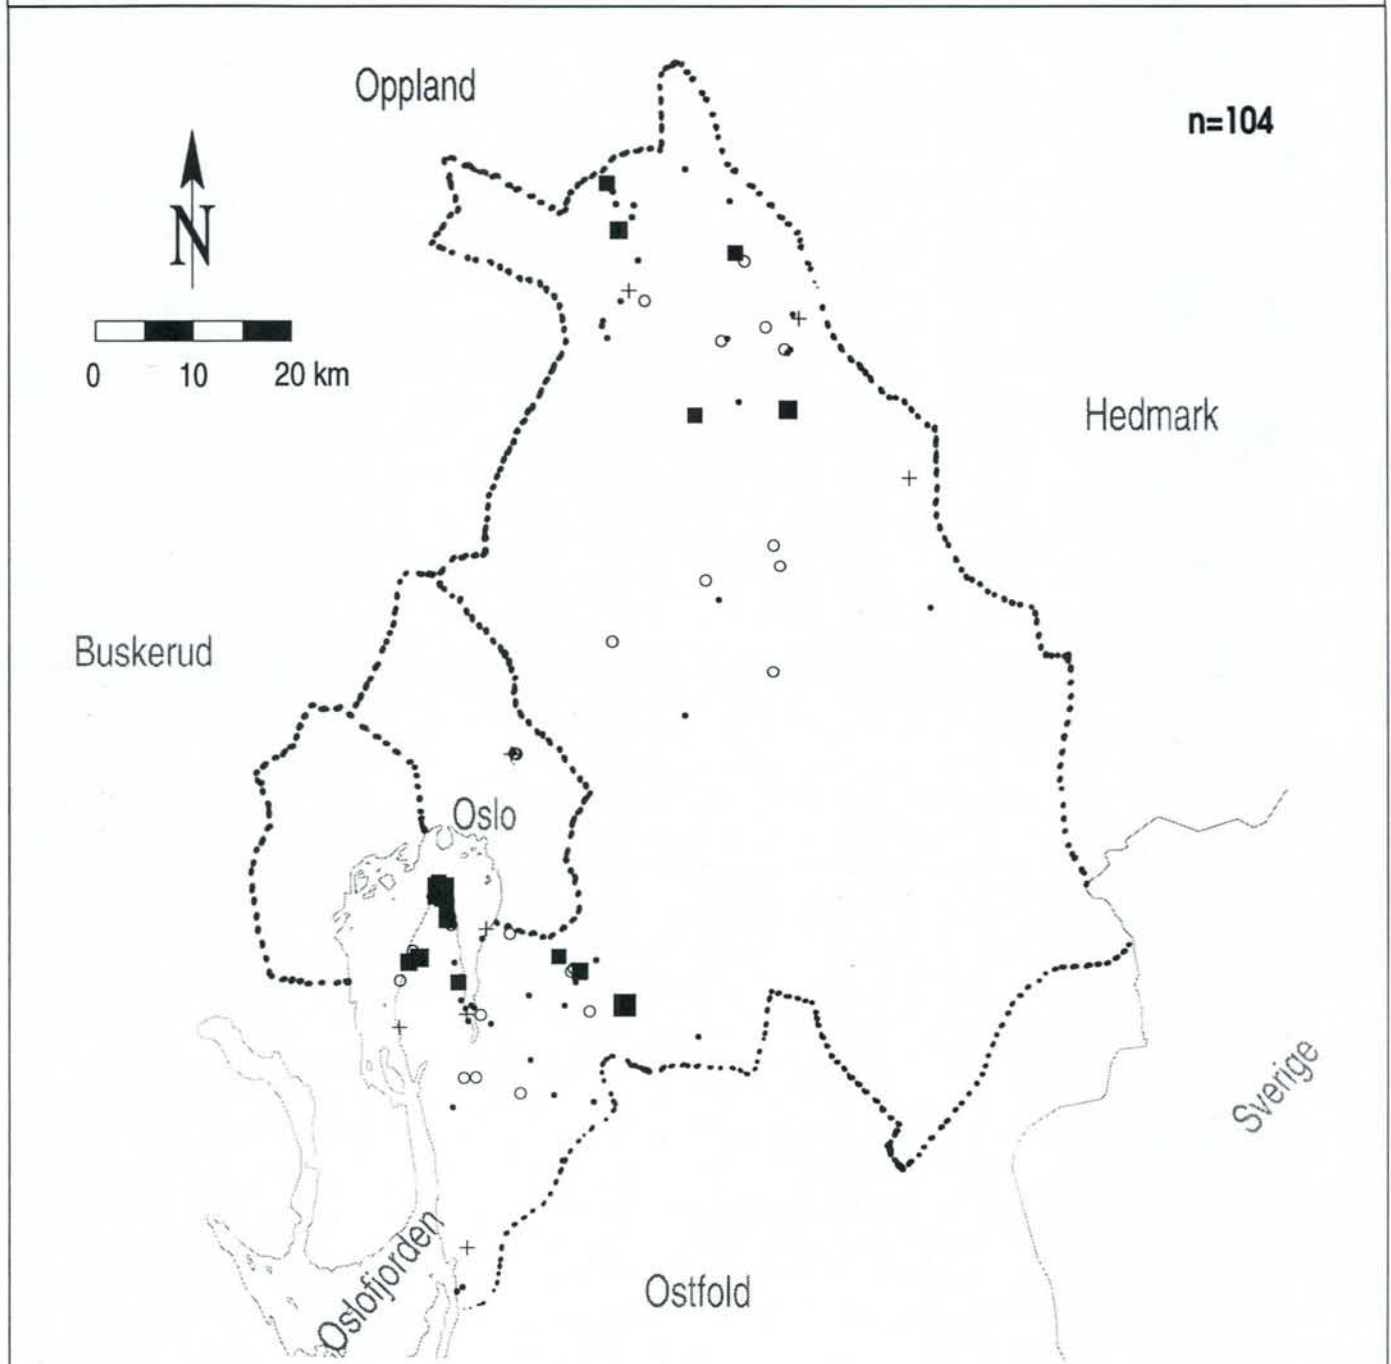 Oppland
n=104
N
0 10 20 km
Hedmark
Buskerud
Oslo
Sverige
Oslofjorden
Ostfold